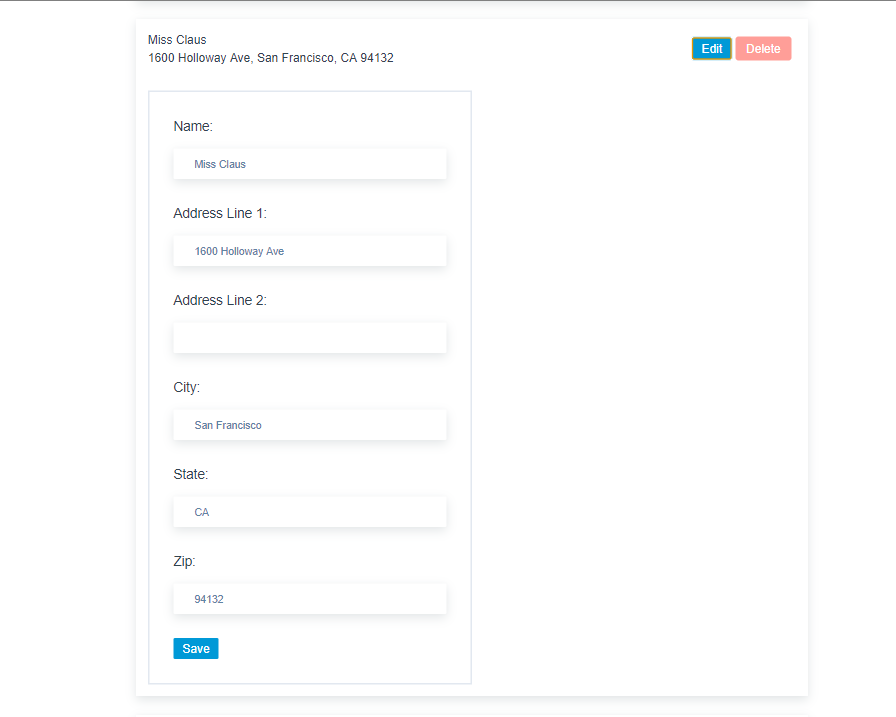 Miss Claus
1600 Holloway Ave, San Francisco, CA 94132
Edit Delete
Name:
Miss Claus
Address Line 1:
1600 Holloway Ave
Address Line 2:
City:
San Francisco
State:
CA
Zip:
94132
Save